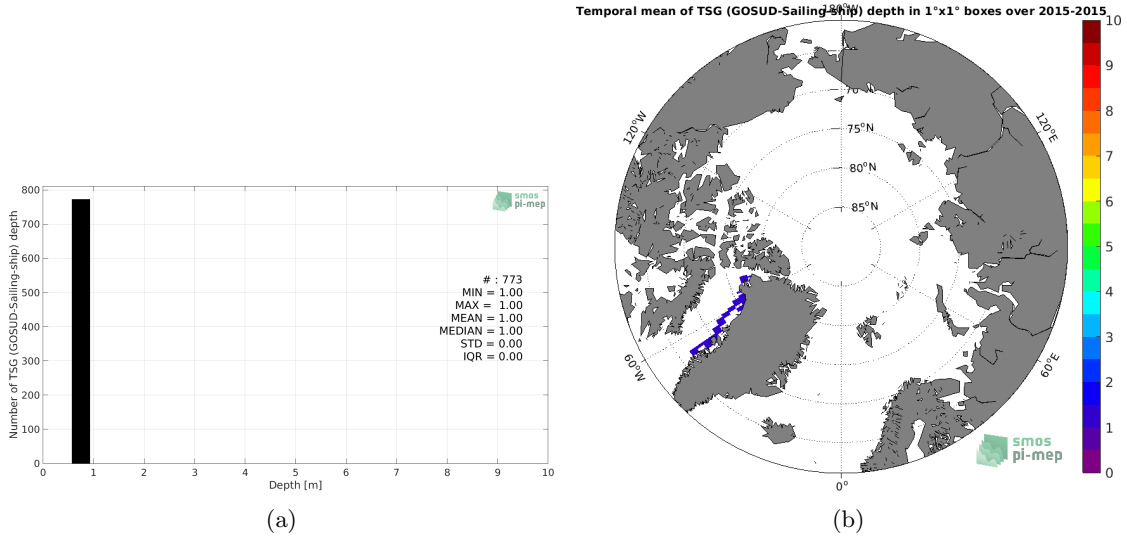 800
700
600
500
400
300
200
100
0
Number of TSG (GOSUD-Sailing-ship) depth
smos
pi-mep
# : 773
MIN = 1.00
MAX = 1.00
MEAN = 1.00
MEDIAN = 1.00
STD = 0.00
IQR = 0.00
0 1 2 3 4 5 6 7 8 9 10
Depth [m]
(a)
Temporal mean of TSG (GOSUD-Sailing-ship) depth in 1°x1° boxes over 2015-2015
180°W
120°W
120°E
70°N
75°N
80°N
85°N
60°W
60°E
0°
smos
pi-mep
10
9
8
7
6
5
4
3
2
1
0
(b)